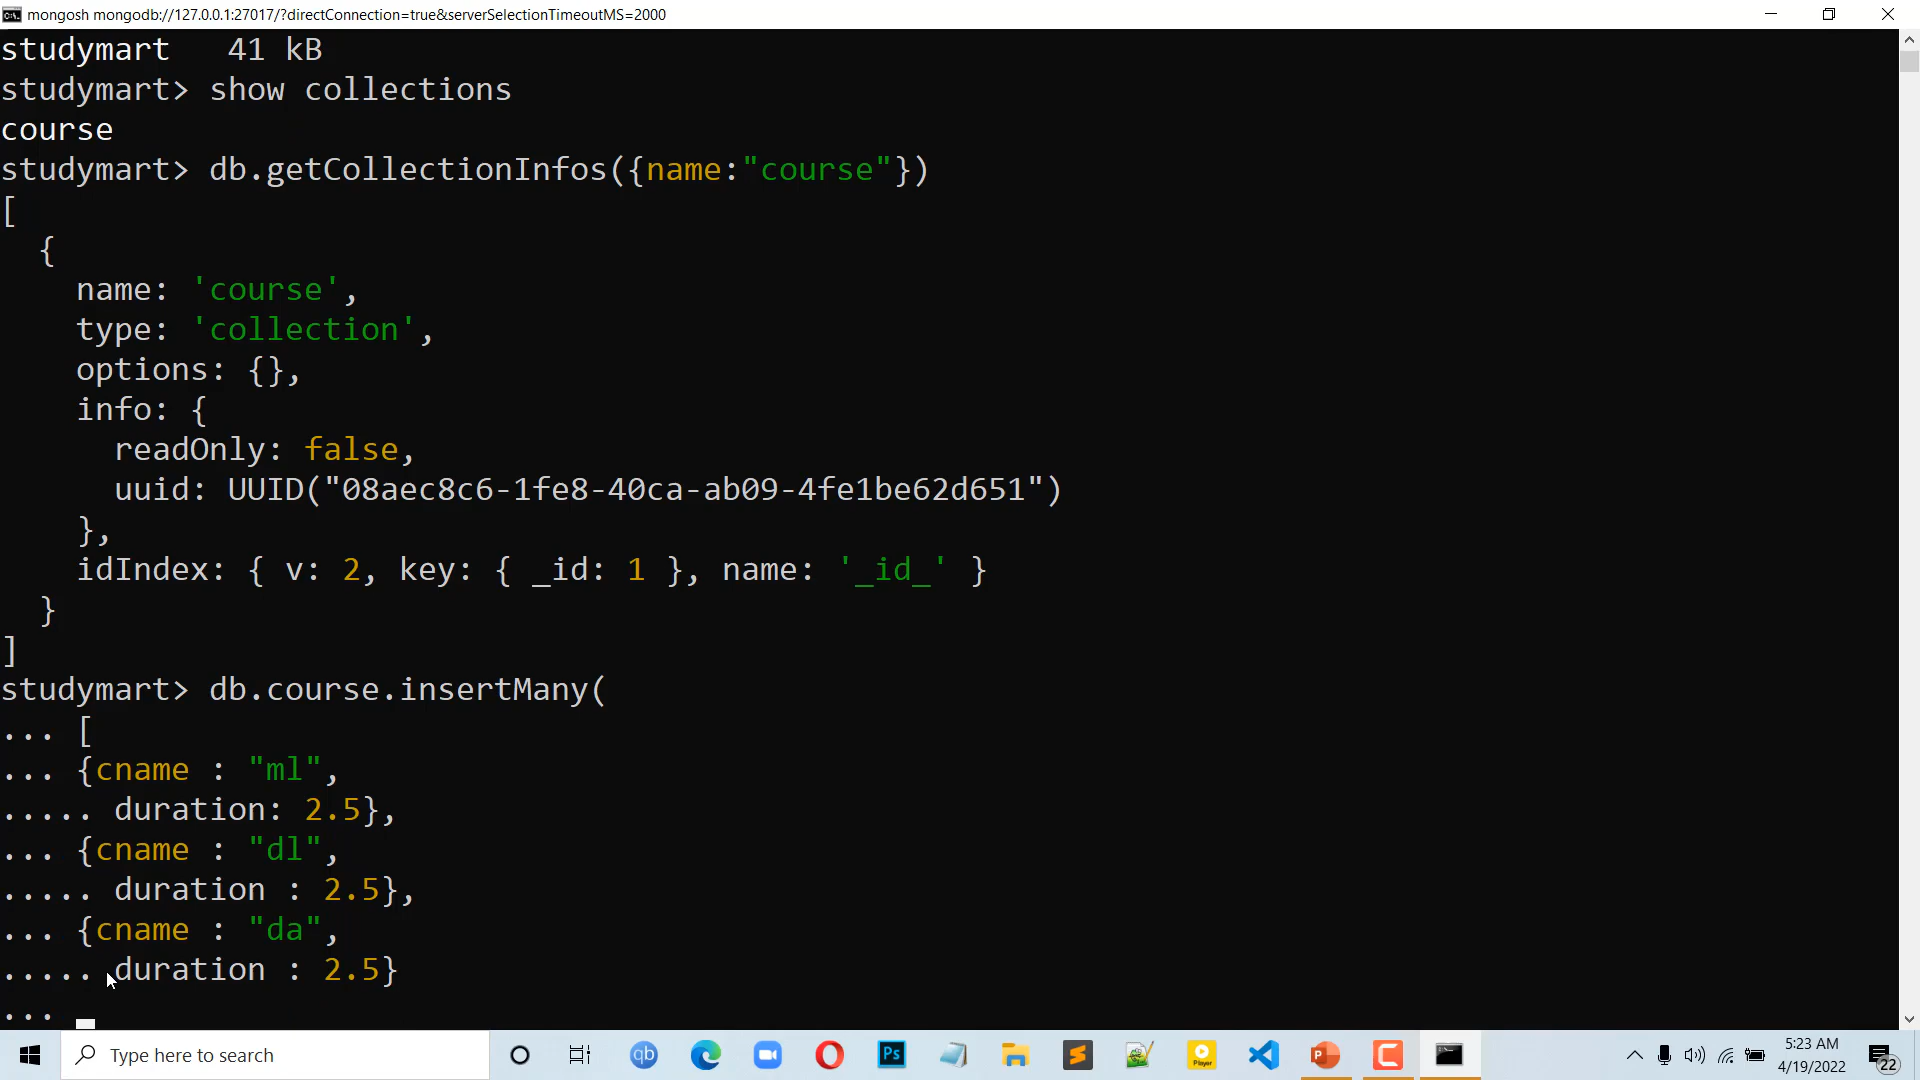 mongosh mongodb://127.0.0.1:27017/?directConnection=true&serverSelectionTimeoutMS=2000
studymart   41 kB
studymart> show collections
course
studymart> db.getCollectionInfos({name:"course"})
[
  {
    name: 'course',
    type: 'collection',
    options: {},
    info: {
      readOnly: false,
      uuid: UUID("08aec8c6-1fe8-40ca-ab09-4fe1be62d651")
    },
    idIndex: { v: 2, key: { _id: 1 }, name: '_id_' }
  }
]
studymart> db.course.insertMany(
... [
... {cname : "ml",
..... duration: 2.5},
... {cname : "dl",
..... duration : 2.5},
... {cname : "da",
..... duration : 2.5}
...
Type here to search
qb
Ps
Player
5:23 AM
4/19/2022
22